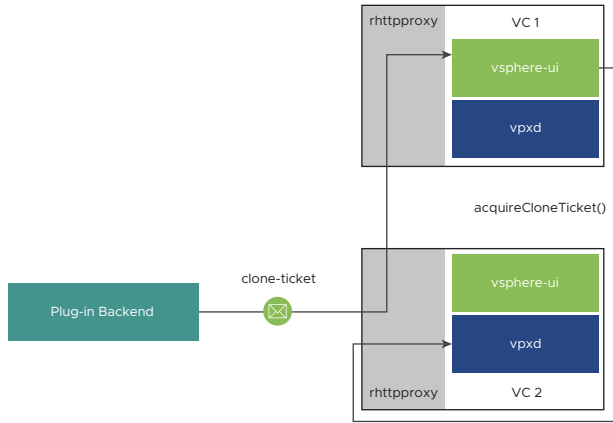 rhttpproxy
VC 1
vsphere-ui
vpxd
acquireCloneTicket()
clone-ticket
Plug-in Backend
vsphere-ui
vpxd
rhttpproxy
VC 2